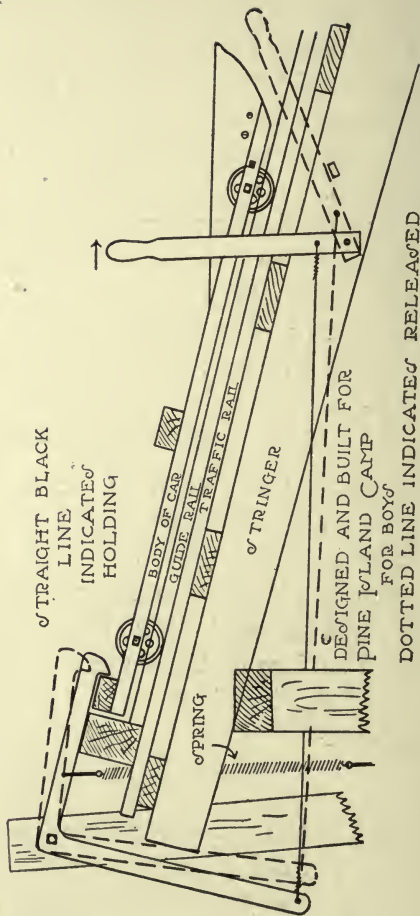 STRAIGHT BLACK
LINE
INDICATES
HOLDING
BODY OF CAR
GUIDE RAIL
TRAFFIC RAIL
STRINGER
SPRING
C
DESIGNED AND BUILT FOR
PINE ISLAND CAMP
FOR BOYS
DOTTED LINE INDICATES RELEASED